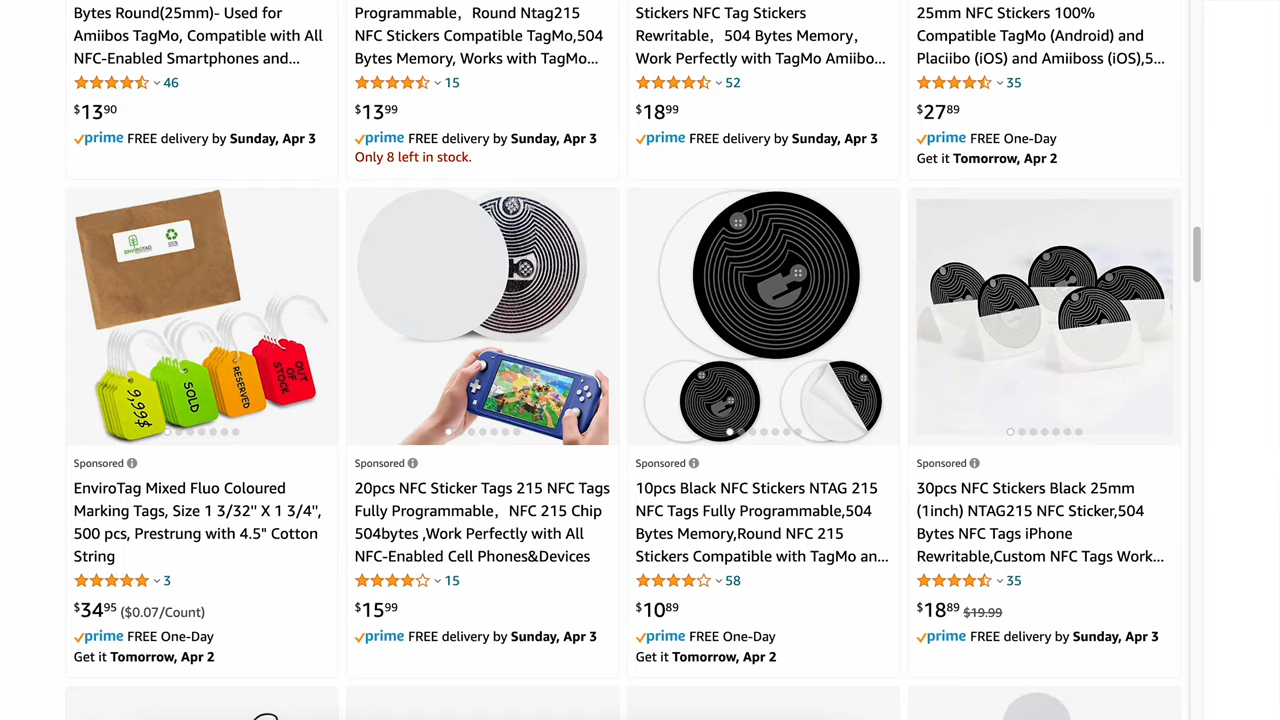 Bytes Round(25mm)- Used for
Amiibos TagMo, Compatible with All
NFC-Enabled Smartphones and...
46
$13 90
prime FREE delivery by Sunday, Apr 3
Programmable, Round Ntag215
NFC Stickers Compatible TagMo,504
Bytes Memory, Works with TagMo...
15
$13 99
prime FREE delivery by Sunday, Apr 3
Only 8 left in stock.
Stickers NFC Tag Stickers
Rewritable, 504 Bytes Memory,
Work Perfectly with TagMo Amiibo...
52
$18 99
prime FREE delivery by Sunday, Apr 3
25mm NFC Stickers 100%
Compatible TagMo (Android) and
Placiibo (iOS) and Amiiboss (iOS),5...
35
$27 89
prime FREE One-Day
Get it Tomorrow, Apr 2
ENVIROTAG
9,99$
SOLD
RESERVED
OUT
OF
STOCK
Sponsored
EnviroTag Mixed Fluo Coloured
Marking Tags, Size 1 3/32" X 1 3/4",
500 pcs, Prestrung with 4.5" Cotton
String
3
$34 95 ($0.07/Count)
prime FREE One-Day
Get it Tomorrow, Apr 2
Sponsored
20pcs NFC Sticker Tags 215 NFC Tags
Fully Programmable, NFC 215 Chip
504bytes ,Work Perfectly with All
NFC-Enabled Cell Phones&Devices
15
$15 99
prime FREE delivery by Sunday, Apr 3
Sponsored
10pcs Black NFC Stickers NTAG 215
NFC Tags Fully Programmable,504
Bytes Memory,Round NFC 215
Stickers Compatible with TagMo an...
58
$10 89
prime FREE One-Day
Get it Tomorrow, Apr 2
Sponsored
30pcs NFC Stickers Black 25mm
(1inch) NTAG215 NFC Sticker,504
Bytes NFC Tags iPhone
Rewritable,Custom NFC Tags Work...
35
$18 89 $19.99
prime FREE delivery by Sunday, Apr 3